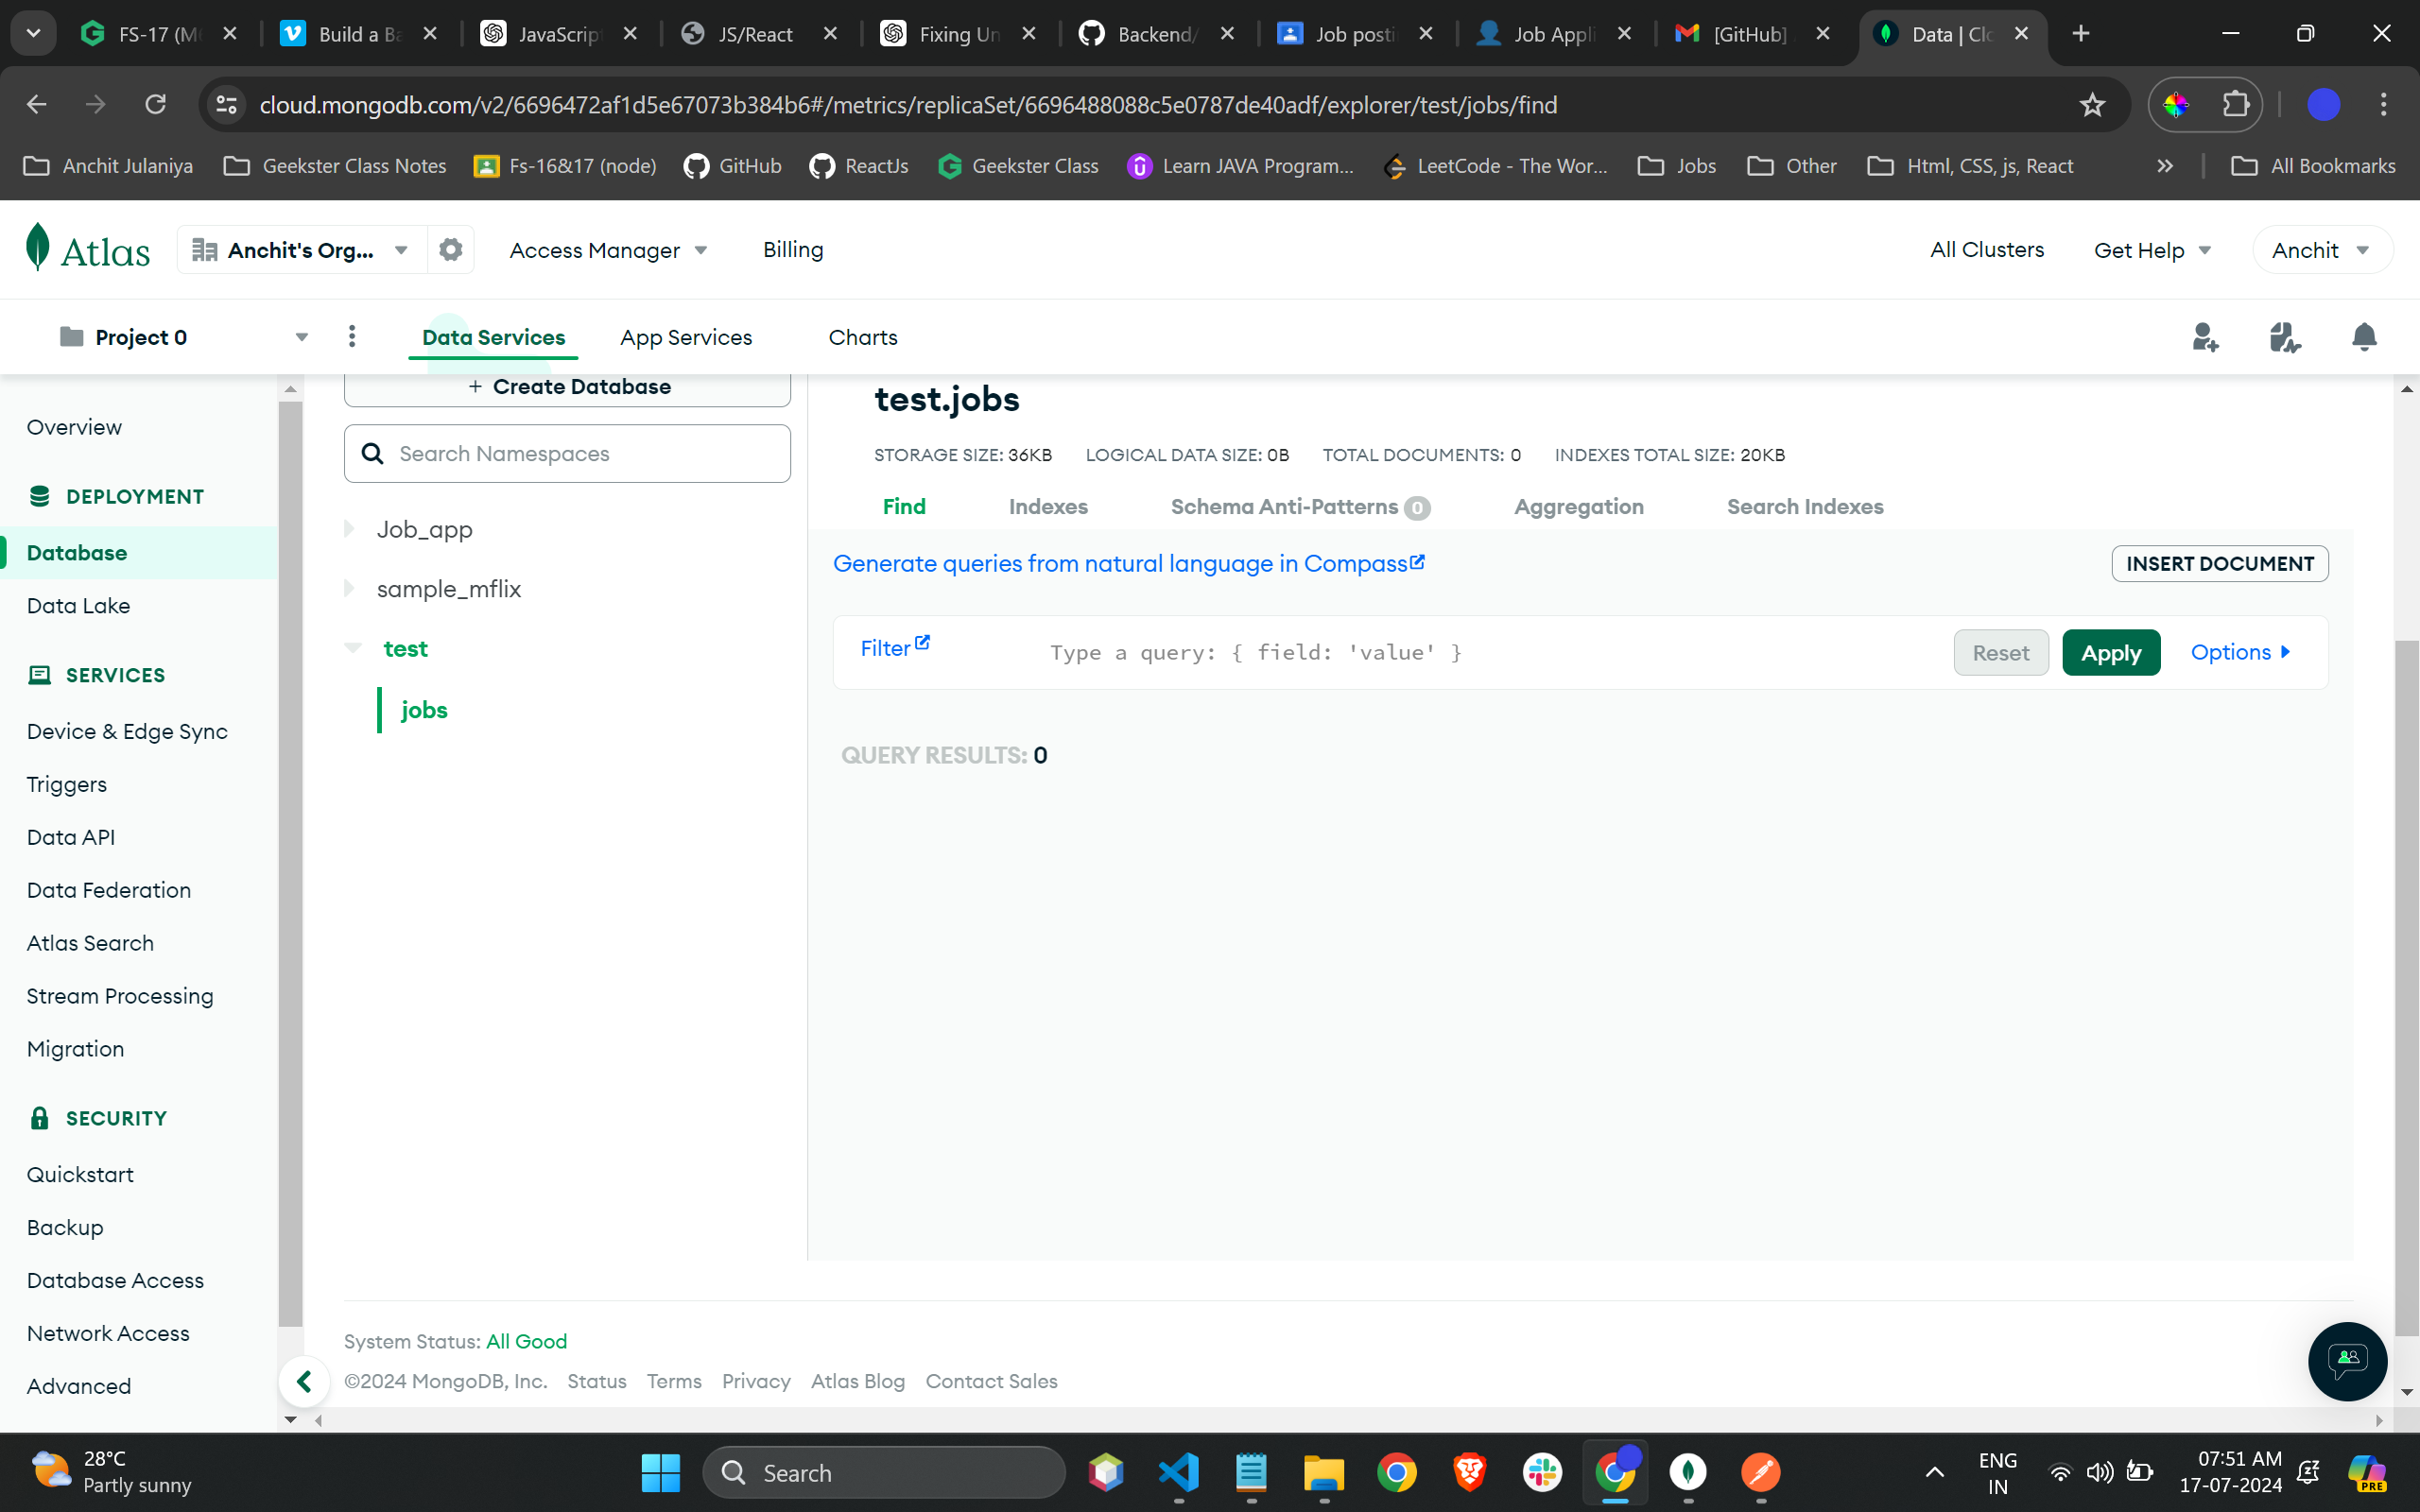 FS-17 (M
Build a Ba
JavaScript
JS/React
Fixing Un
Backend/
Job posti
Job Appli
[GitHub]
Data | Clo
cloud.mongodb.com/v2/6696472af1d5e67073b384b6#/metrics/replicaSet/6696488088c5e0787de40adf/explorer/test/jobs/find
Anchit Julaniya
Geekster Class Notes
Fs-16&17 (node)
GitHub
ReactJs
Geekster Class
Learn JAVA Program...
LeetCode - The Wor...
Jobs
Other
Html, CSS, js, React
All Bookmarks
Atlas
Anchit's Org...
Access Manager
Billing
All Clusters
Get Help
Anchit
Project 0
Data Services
App Services
Charts
Overview
DEPLOYMENT
Database
Data Lake
SERVICES
Device & Edge Sync
Triggers
Data API
Data Federation
Atlas Search
Stream Processing
Migration
SECURITY
Quickstart
Backup
Database Access
Network Access
Advanced
+ Create Database
Search Namespaces
Job_app
sample_mflix
test
jobs
test.jobs
STORAGE SIZE: 36KB LOGICAL DATA SIZE: 0B TOTAL DOCUMENTS: 0 INDEXES TOTAL SIZE: 20KB
Find
Indexes
Schema Anti-Patterns 0
Aggregation
Search Indexes
Generate queries from natural language in Compass
INSERT DOCUMENT
Filter
Type a query: { field: 'value' }
Reset
Apply
Options
QUERY RESULTS: 0
System Status: All Good
©2024 MongoDB, Inc. Status Terms Privacy Atlas Blog Contact Sales
28°C
Partly sunny
Search
ENG
IN
07:51 AM
17-07-2024
PRE